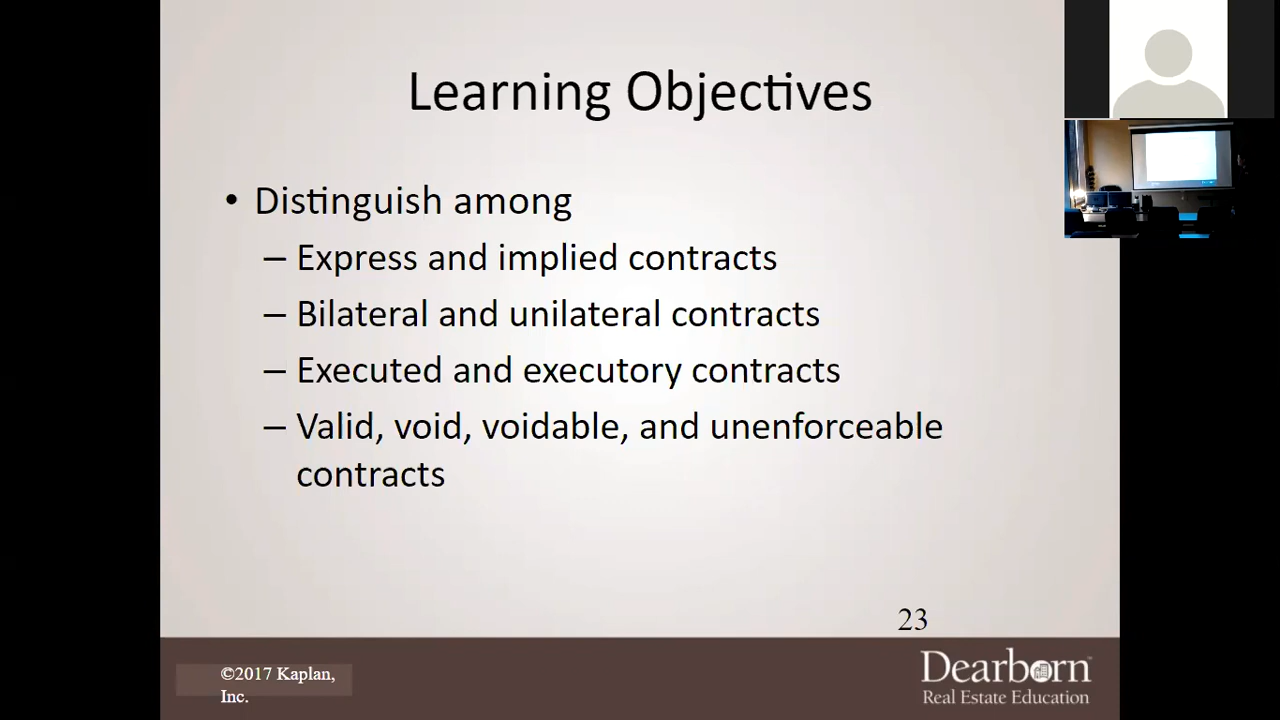 Learning Objectives
• Distinguish among
– Express and implied contracts
– Bilateral and unilateral contracts
– Executed and executory contracts
– Valid, void, voidable, and unenforceable
contracts
23
©2017 Kaplan,
Inc.
Dearborn™
Real Estate Education